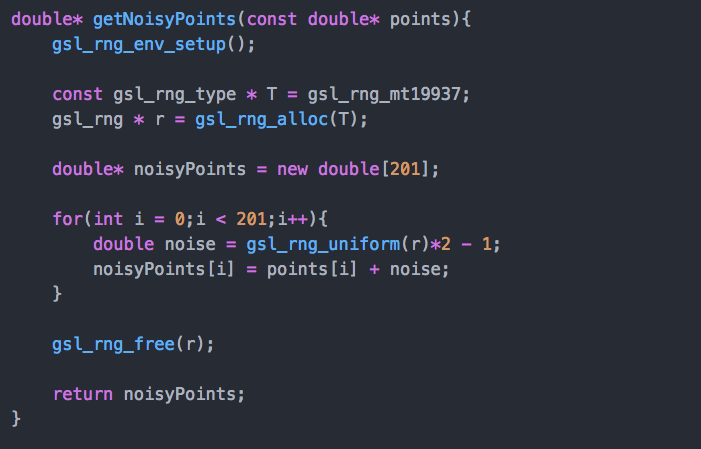 double* getNoisyPoints(const double* points){
    gsl_rng_env_setup();

    const gsl_rng_type * T = gsl_rng_mt19937;
    gsl_rng * r = gsl_rng_alloc(T);

    double* noisyPoints = new double[201];

    for(int i = 0;i < 201;i++){
        double noise = gsl_rng_uniform(r)*2 - 1;
        noisyPoints[i] = points[i] + noise;
    }

    gsl_rng_free(r);

    return noisyPoints;
}